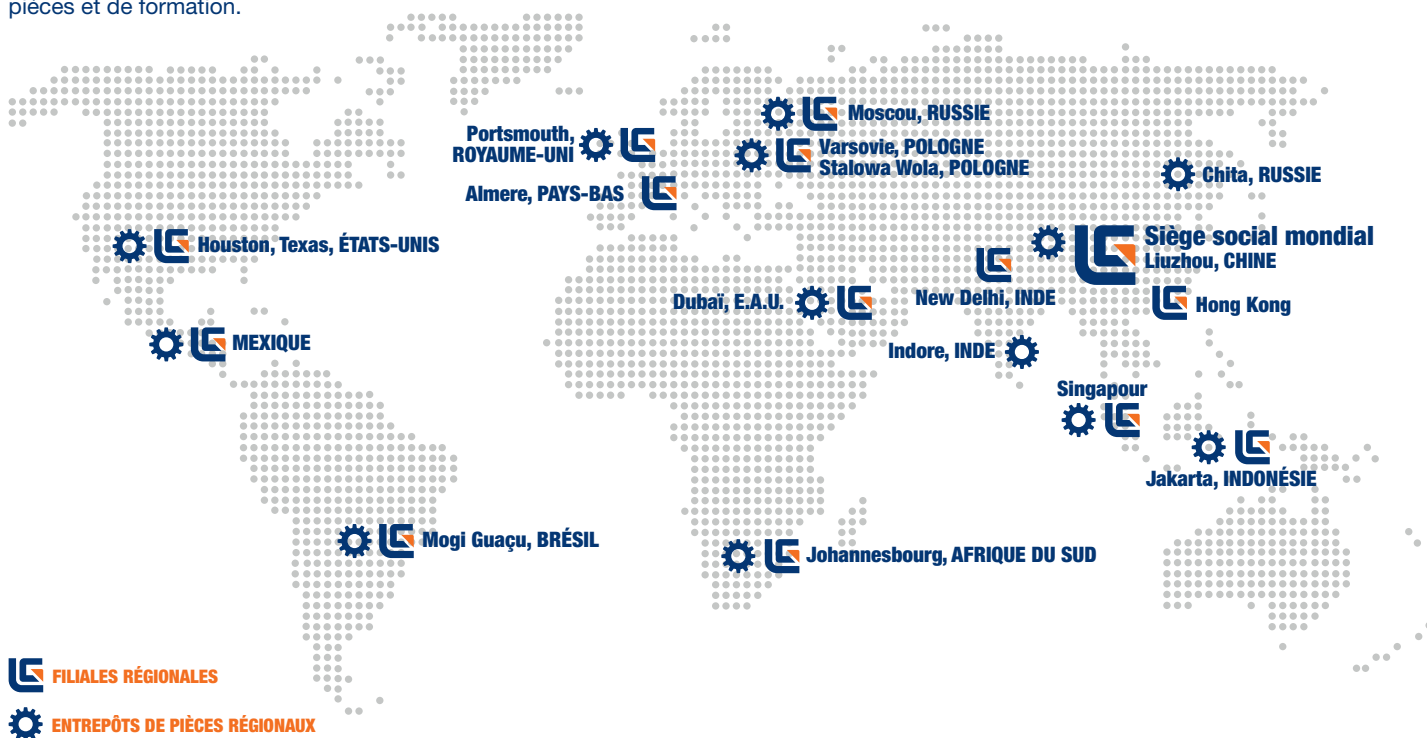 pièces et de formation.
Moscou, RUSSIE
Portsmouth,
ROYAUME-UNI
Varsovie, POLOGNE
Stalowa Wola, POLOGNE
Chita, RUSSIE
Almere, PAYS-BAS
Houston, Texas, ÉTATS-UNIS
Siège social mondial
Liuzhou, CHINE
New Delhi, INDE
Dubaï, E.A.U.
Hong Kong
MEXIQUE
Indore, INDE
Singapour
Jakarta, INDONÉSIE
Mogi Guaçu, BRÉSIL
Johannesbourg, AFRIQUE DU SUD
FILIALES RÉGIONALES
ENTREPÔTS DE PIÈCES RÉGIONAUX